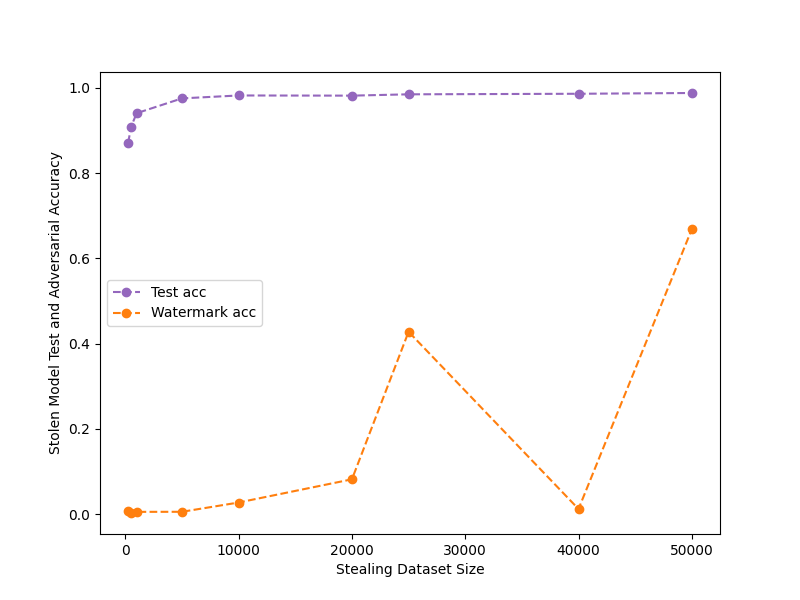 1.0
0.8
0.6
0.4
0.2
0.0
Stolen Model Test and Adversarial Accuracy
Test acc
Watermark acc
0 10000 20000 30000 40000 50000
Stealing Dataset Size